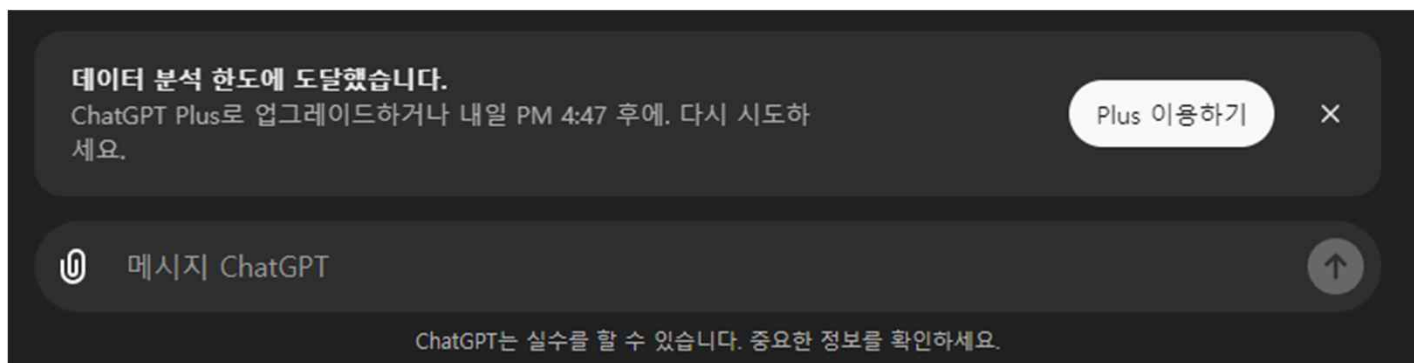 데이터 분석 한도에 도달했습니다.
ChatGPT Plus로 업그레이드하거나 내일 PM 4:47 후에. 다시 시도하
세요.
Plus 이용하기
메시지 ChatGPT
ChatGPT는 실수를 할 수 있습니다. 중요한 정보를 확인하세요.